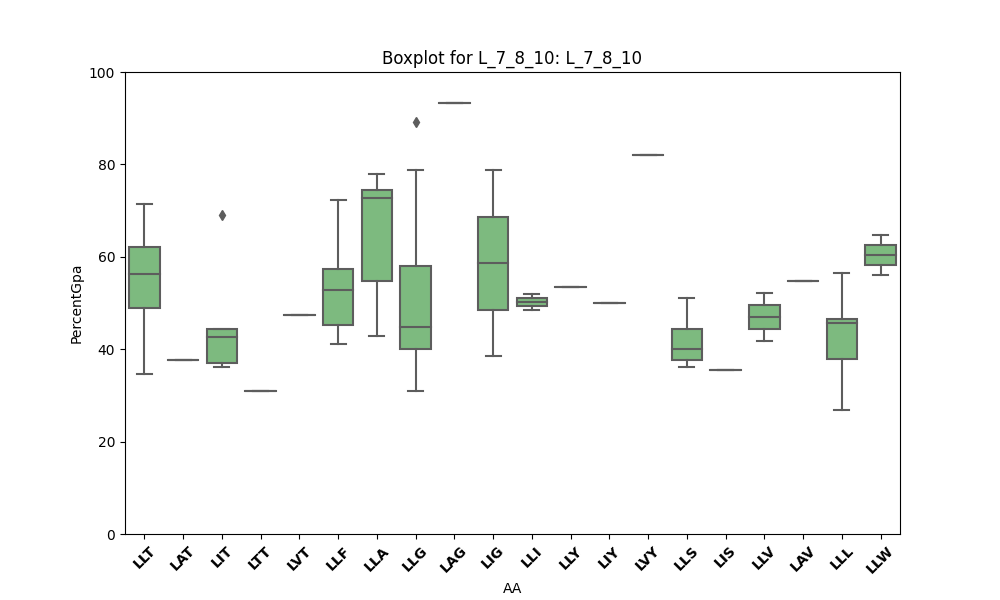 Boxplot for L_7_8_10: L_7_8_10
PercentGpa
100
80
60
40
20
0
LLT LAT LIT LTT LVT LLF LLA LLG LAG LIG LLI LLY LIY LVY LLS LIS LLV LAV LLL LLW
AA